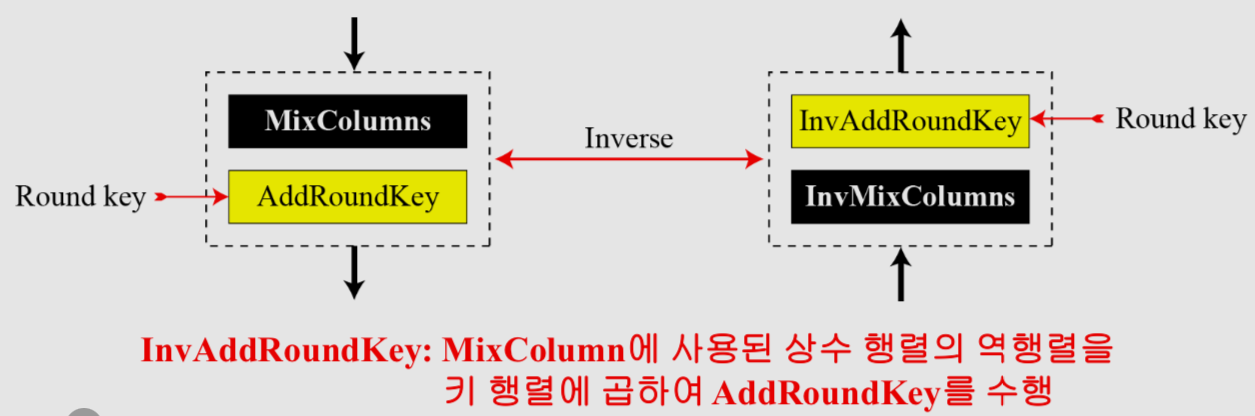 MixColumns
Round key
AddRoundKey
Inverse
InvAddRoundKey
Round key
InvMixColumns
InvAddRoundKey: MixColumn에 사용된 상수 행렬의 역행렬을
키 행렬에 곱하여 AddRoundKey를 수행